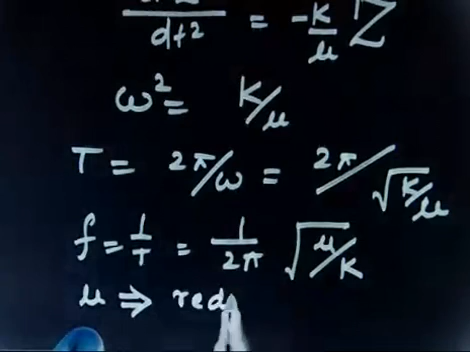 dt² = -k/μ Z
ω² = k/μ
T = 2π/ω = 2π/√k/μ
f = 1/T = 1/2π √μ/k
μ ⇒ red